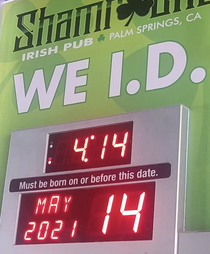 IRISH PUB ♣ PALM SPRINGS, CA
WE I.D.
4:14
Must be born on or before this date.
MAY 14
2021